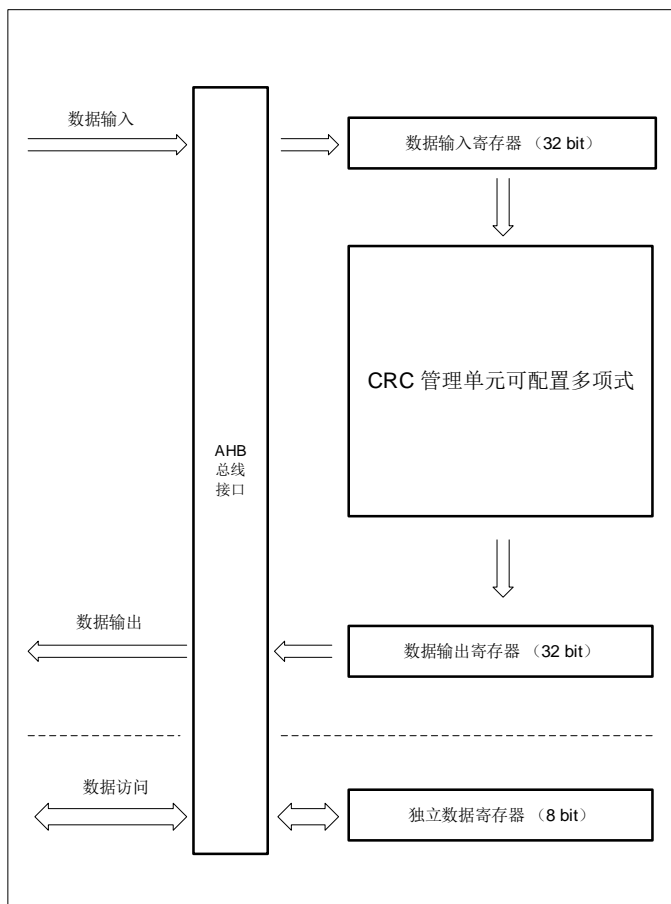 数据输入
数据输入寄存器 （32 bit）
CRC 管理单元可配置多项式
AHB
总线
接口
数据输出
数据输出寄存器 （32 bit）
数据访问
独立数据寄存器 （8 bit）